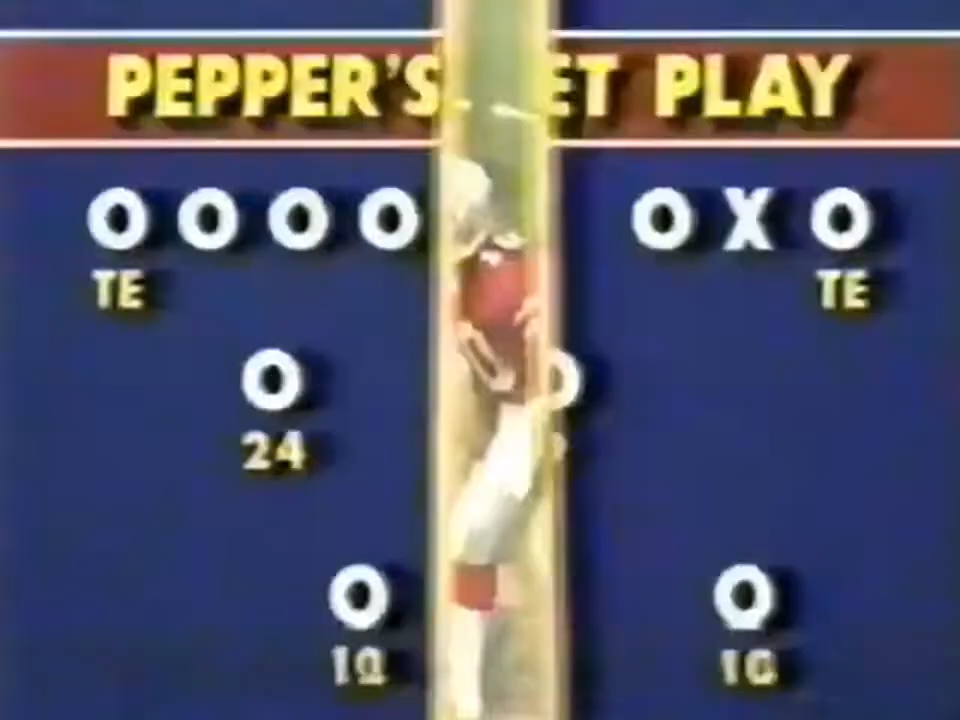 PEPPER'S ET PLAY
O O O O O X O
TE TE
O O
24
O O